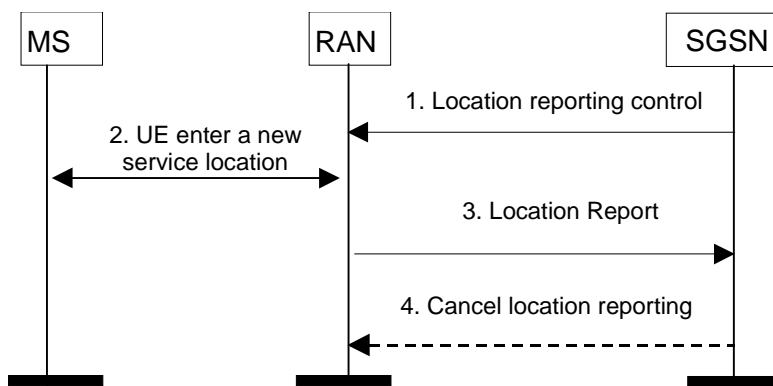 MS
RAN
SGSN
1. Location reporting control
2. UE enter a new
service location
3. Location Report
4. Cancel location reporting